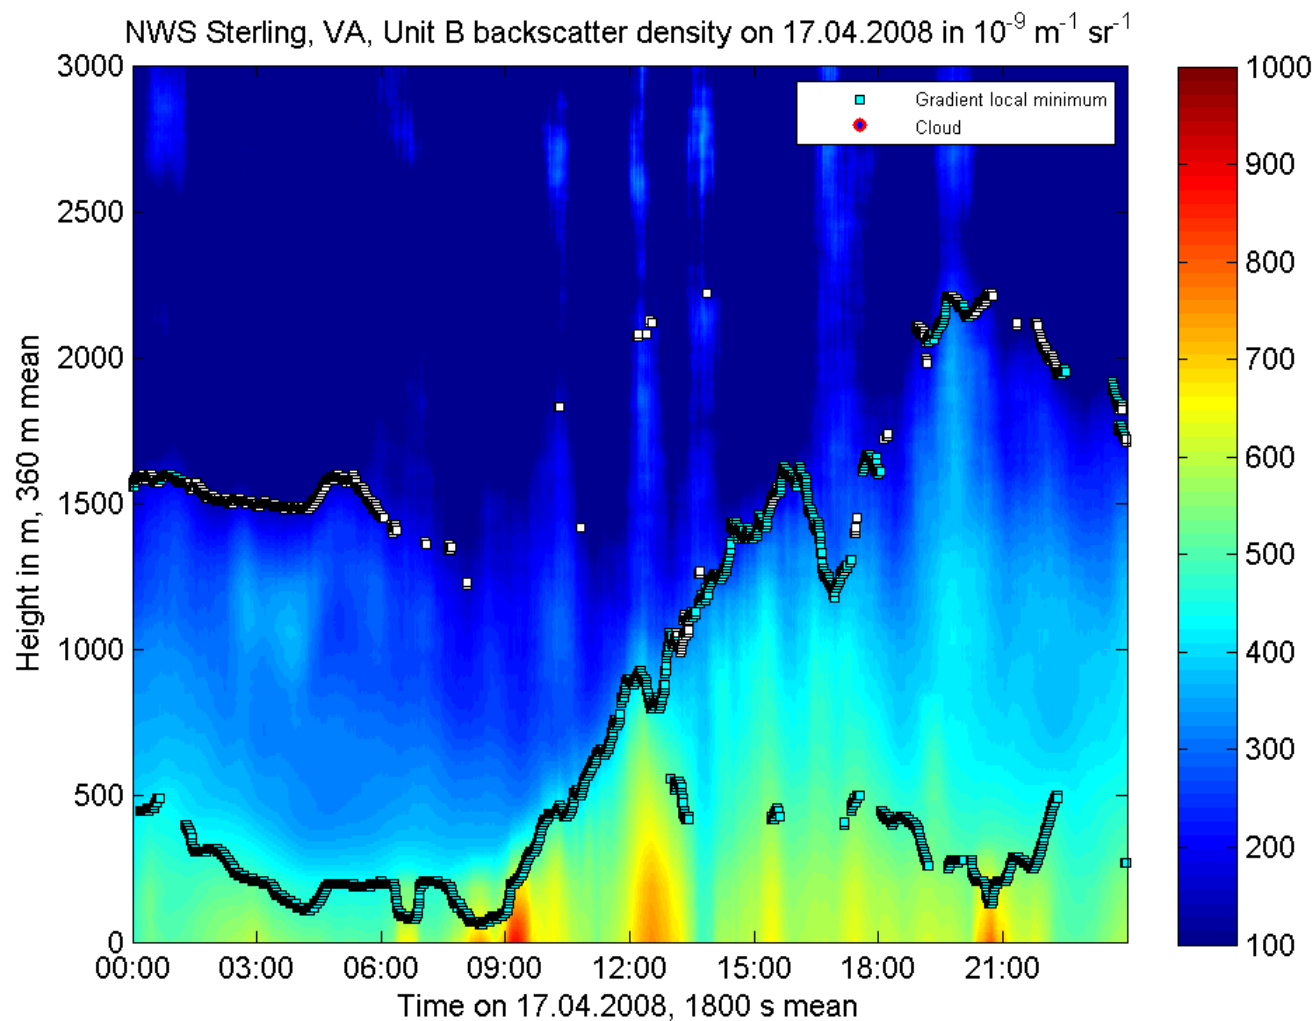 NWS Sterling, VA, Unit B backscatter density on 17.04.2008 in 10⁻⁹ m⁻¹ sr⁻¹
Gradient local minimum
Cloud
Height in m, 360 m mean
3000
2500
2000
1500
1000
500
0
00:00 03:00 06:00 09:00 12:00 15:00 18:00 21:00
Time on 17.04.2008, 1800 s mean
1000
900
800
700
600
500
400
300
200
100